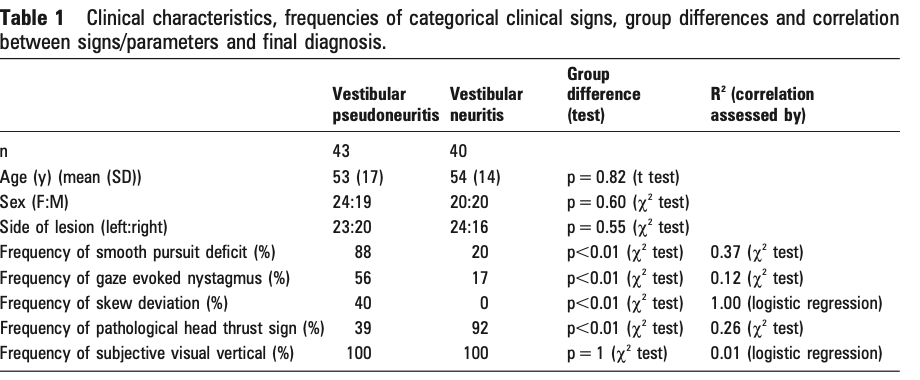 Table 1 Clinical characteristics, frequencies of categorical clinical signs, group differences and correlation
between signs/parameters and final diagnosis.
Vestibular pseudoneuritis Vestibular neuritis Group difference (test) R² (correlation assessed by)
n 43 40
Age (y) (mean (SD)) 53 (17) 54 (14) p = 0.82 (t test)
Sex (F:M) 24:19 20:20 p = 0.60 (χ² test)
Side of lesion (left:right) 23:20 24:16 p = 0.55 (χ² test)
Frequency of smooth pursuit deficit (%) 88 20 p<0.01 (χ² test) 0.37 (χ² test)
Frequency of gaze evoked nystagmus (%) 56 17 p<0.01 (χ² test) 0.12 (χ² test)
Frequency of skew deviation (%) 40 0 p<0.01 (χ² test) 1.00 (logistic regression)
Frequency of pathological head thrust sign (%) 39 92 p<0.01 (χ² test) 0.26 (χ² test)
Frequency of subjective visual vertical (%) 100 100 p = 1 (χ² test) 0.01 (logistic regression)